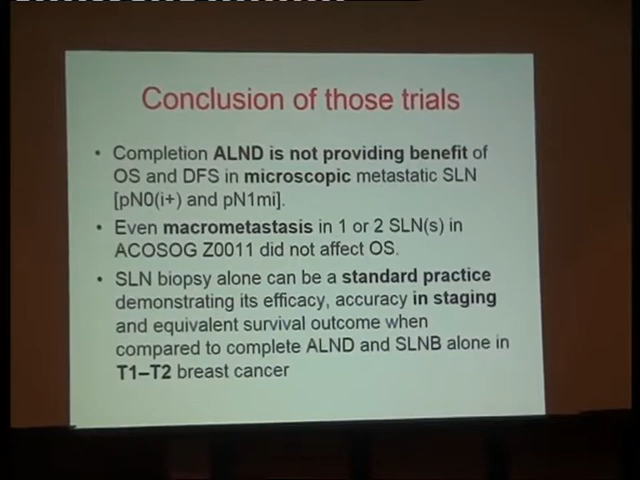 Conclusion of those trials
• Completion ALND is not providing benefit of
OS and DFS in microscopic metastatic SLN
[pN0(i+) and pN1mi].
• Even macrometastasis in 1 or 2 SLN(s) in
ACOSOG Z0011 did not affect OS.
• SLN biopsy alone can be a standard practice
demonstrating its efficacy, accuracy in staging
and equivalent survival outcome when
compared to complete ALND and SLNB alone in
T1–T2 breast cancer